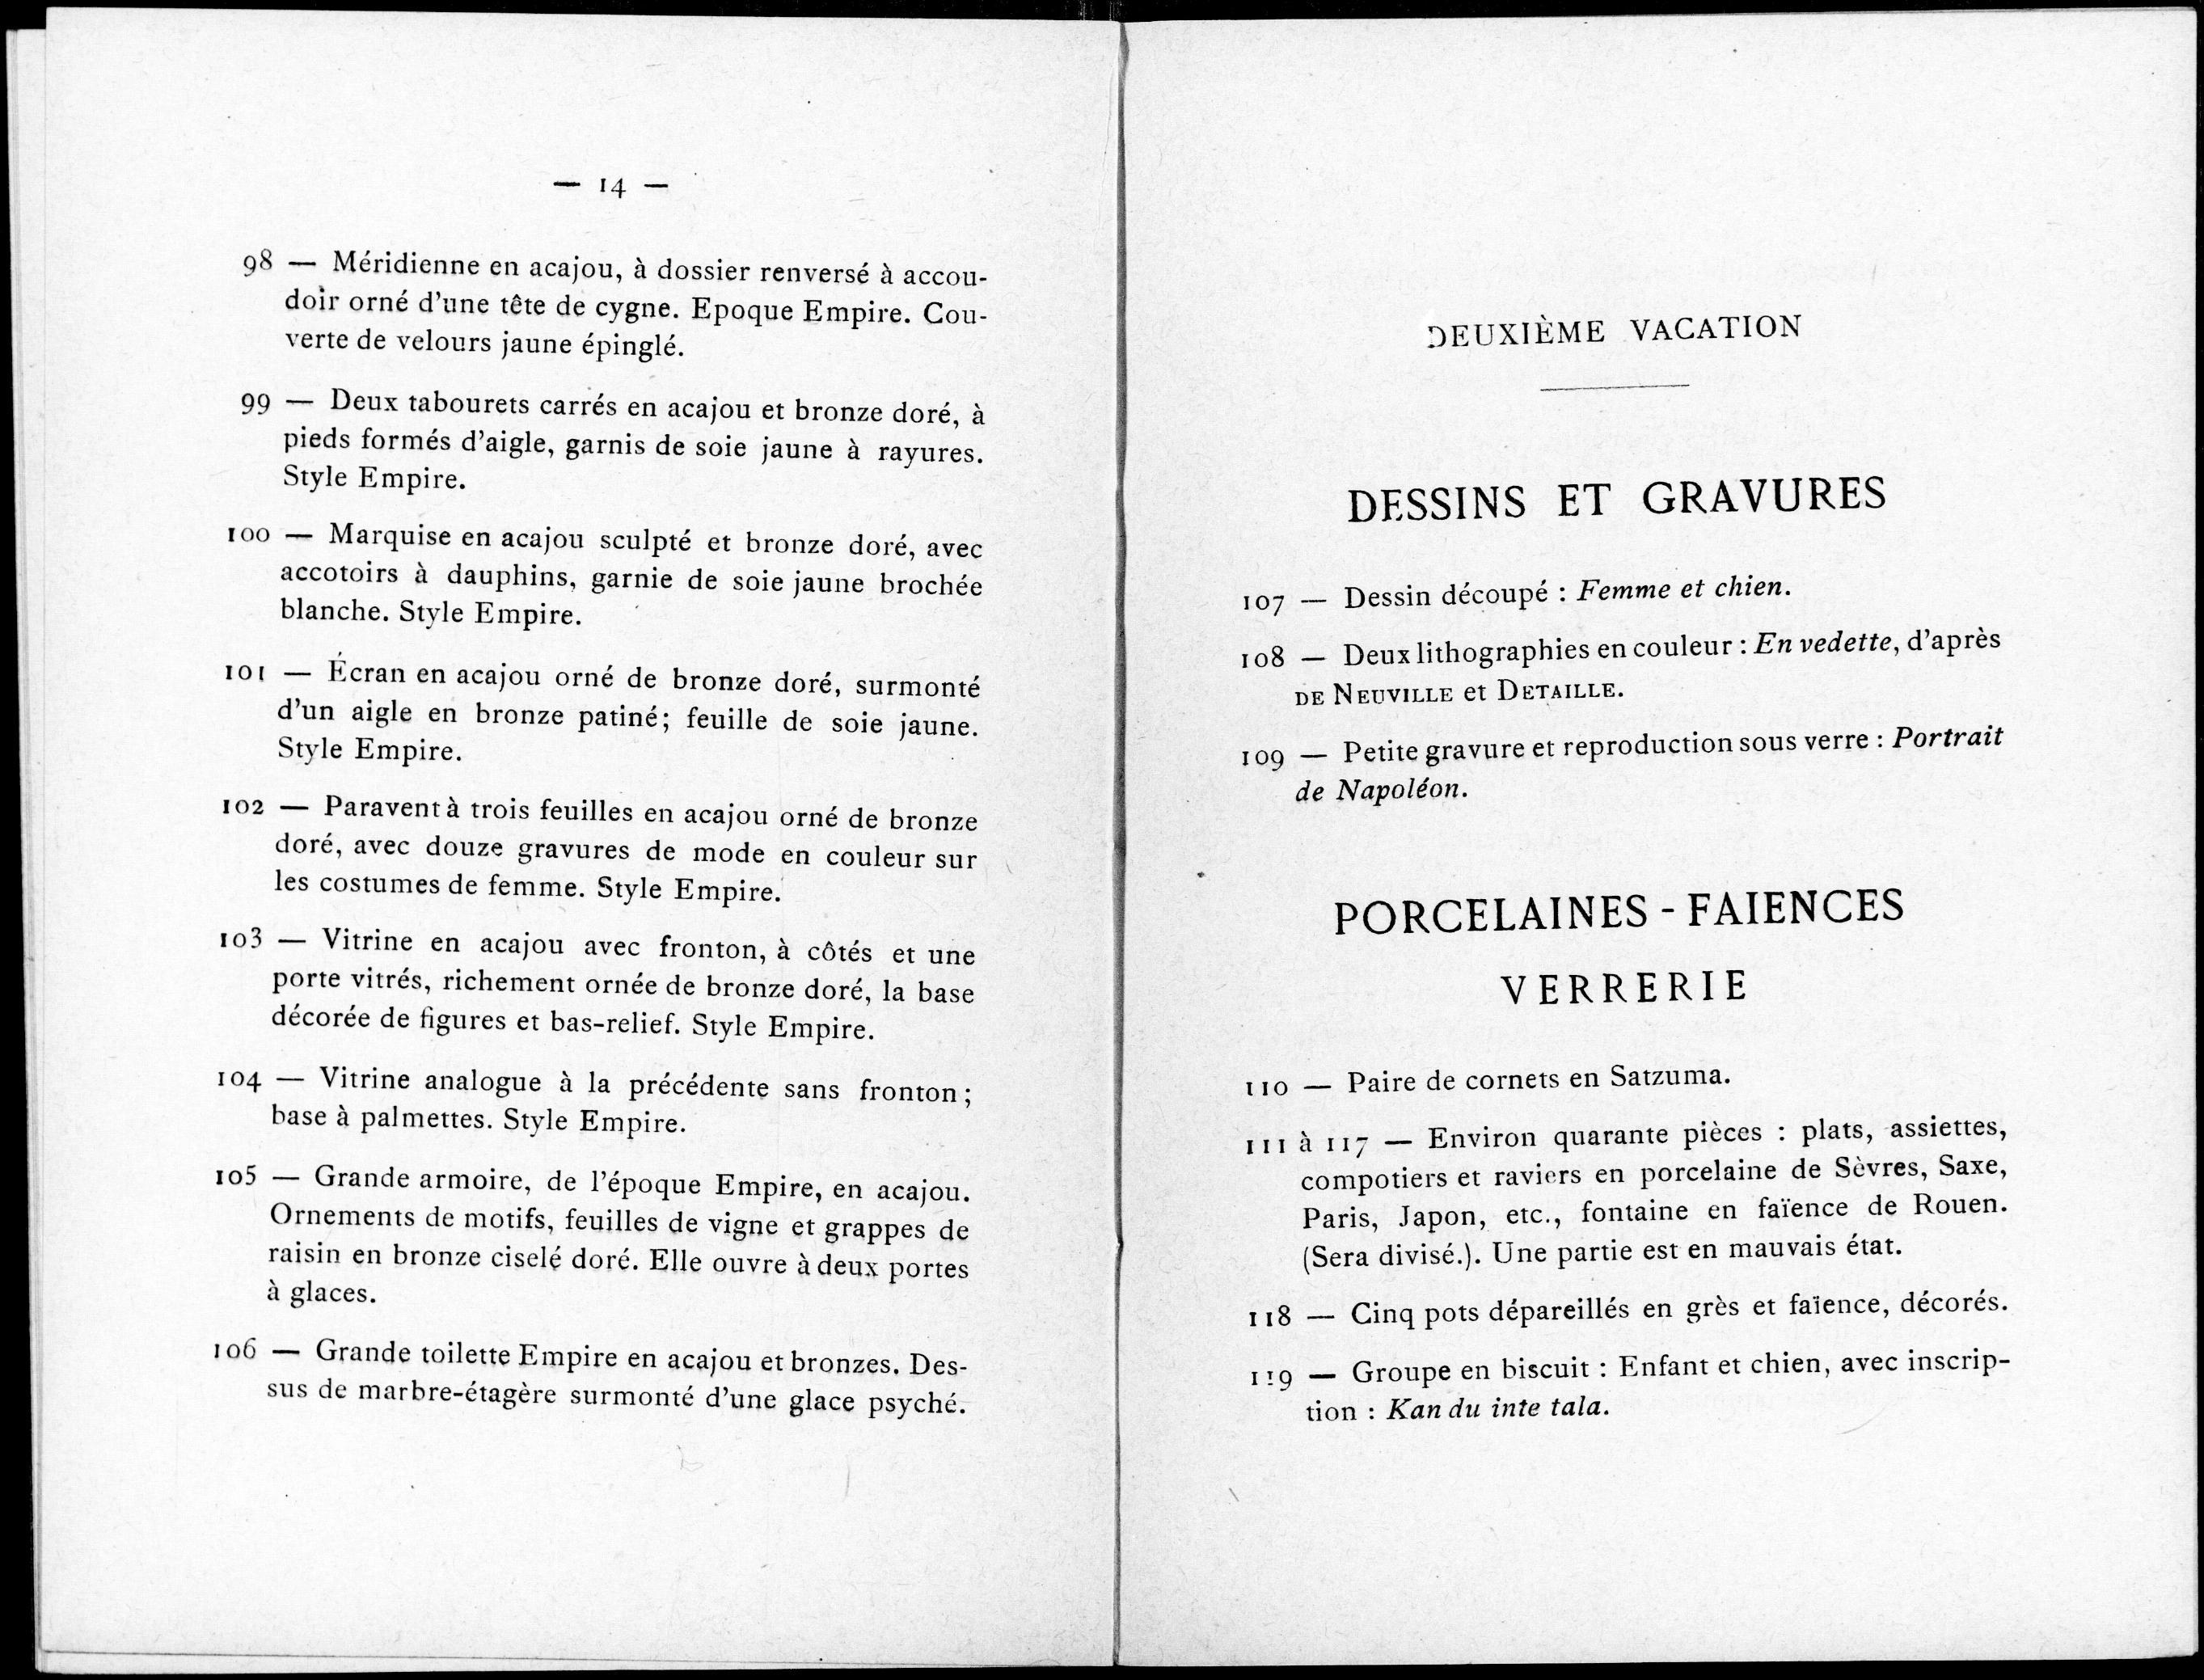 — 14 —
98 — Méridienne en acajou, à dossier renversé à accou-
doir orné d'une tête de cygne. Epoque Empire. Cou-
verte de velours jaune épinglé.
99 — Deux tabourets carrés en acajou et bronze doré, à
pieds formés d'aigle, garnis de soie jaune à rayures.
Style Empire.
100 — Marquise en acajou sculpté et bronze doré, avec
accotoirs à dauphins, garnie de soie jaune brochée
blanche. Style Empire.
101 — Écran en acajou orné de bronze doré, surmonté
d'un aigle en bronze patiné; feuille de soie jaune.
Style Empire.
102 — Paravent à trois feuilles en acajou orné de bronze
doré, avec douze gravures de mode en couleur sur
les costumes de femme. Style Empire.
103 — Vitrine en acajou avec fronton, à côtés et une
porte vitrés, richement ornée de bronze doré, la base
décorée de figures et bas-relief. Style Empire.
104 — Vitrine analogue à la précédente sans fronton;
base à palmettes. Style Empire.
105 — Grande armoire, de l'époque Empire, en acajou.
Ornements de motifs, feuilles de vigne et grappes de
raisin en bronze ciselé doré. Elle ouvre à deux portes
à glaces.
106 — Grande toilette Empire en acajou et bronzes. Des-
sus de marbre-étagère surmonté d'une glace psyché.
DEUXIÈME VACATION
DESSINS ET GRAVURES
107 — Dessin découpé : Femme et chien.
108 — Deux lithographies en couleur : En vedette, d'après
DE NEUVILLE et DETAILLE.
109 — Petite gravure et reproduction sous verre : Portrait
de Napoléon.
PORCELAINES - FAIENCES
VERRERIE
110 — Paire de cornets en Satzuma.
111 à 117 — Environ quarante pièces : plats, assiettes,
compotiers et raviers en porcelaine de Sèvres, Saxe,
Paris, Japon, etc., fontaine en faïence de Rouen.
(Sera divisé.). Une partie est en mauvais état.
118 — Cinq pots dépareillés en grès et faïence, décorés.
119 — Groupe en biscuit : Enfant et chien, avec inscrip-
tion : Kan du inte tala.